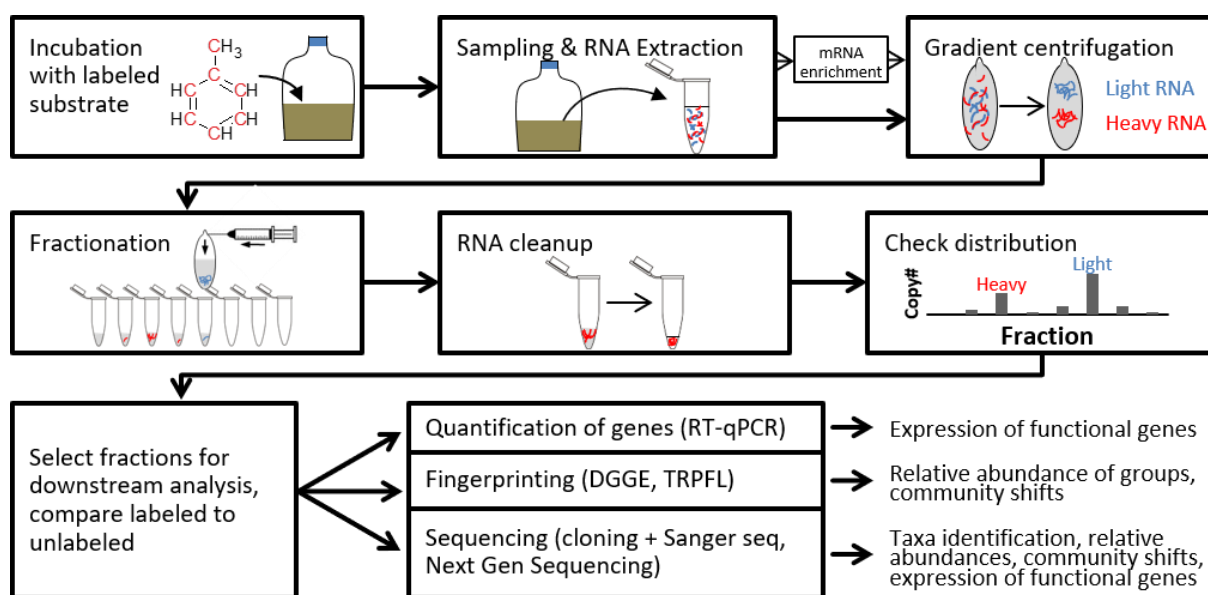 Incubation
with labeled
substrate
CH₃
C
HC
CH
HC
CH
CH
Sampling & RNA Extraction
mRNA
enrichment
Gradient centrifugation
Light RNA
Heavy RNA
Fractionation
RNA cleanup
Check distribution
Copy#
Heavy
Light
Fraction
Select fractions for
downstream analysis,
compare labeled to
unlabeled
Quantification of genes (RT-qPCR)
Expression of functional genes
Fingerprinting (DGGE, TRPFL)
Relative abundance of groups,
community shifts
Sequencing (cloning + Sanger seq,
Next Gen Sequencing)
Taxa identification, relative
abundances, community shifts,
expression of functional genes